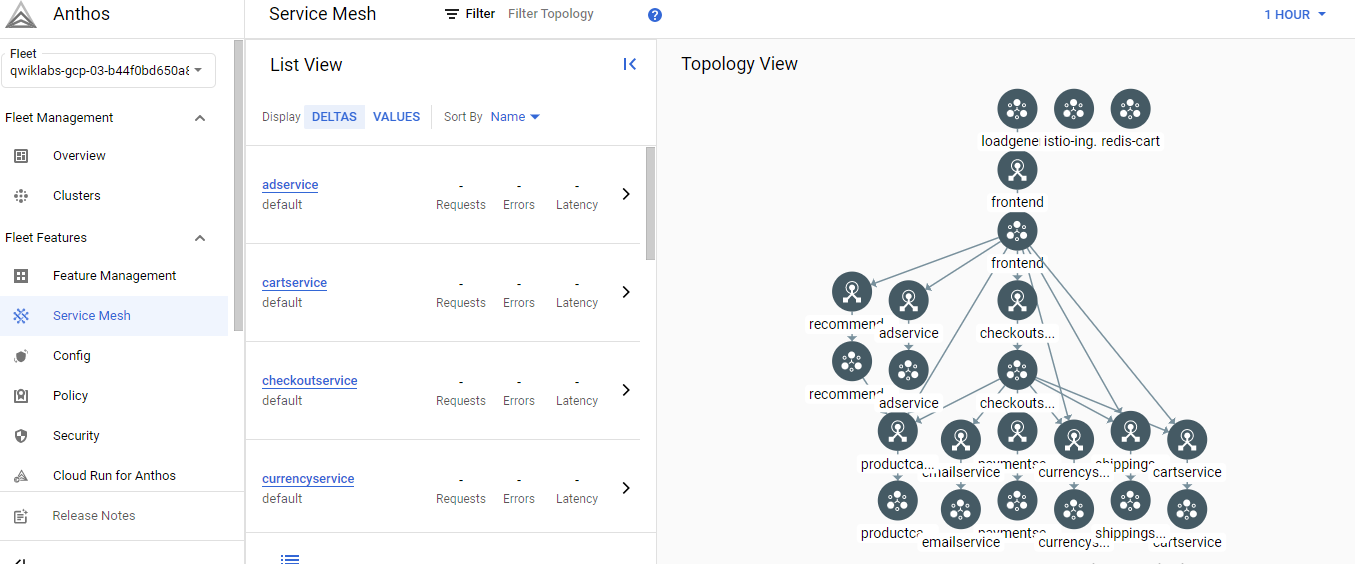 Anthos
Service Mesh
Filter
Filter Topology
?
1 HOUR
Fleet
qwiklabs-gcp-03-b44f0bd650a8
Fleet Management
Overview
Clusters
Fleet Features
Feature Management
Service Mesh
Config
Policy
Security
Cloud Run for Anthos
Release Notes
List View
Display DELTAS VALUES Sort By Name
adservice - - -
default Requests Errors Latency
cartservice - - -
default Requests Errors Latency
checkoutservice - - -
default Requests Errors Latency
currencyservice - - -
default Requests Errors Latency
Topology View
loadgene istio-ing. redis-cart
frontend
frontend
recommend adservice checkouts...
recommend adservice checkouts...
productca... emailservice paymentse currencys... shippings cartservice
productca emailservice paymentse currencys... shippings... cartservice